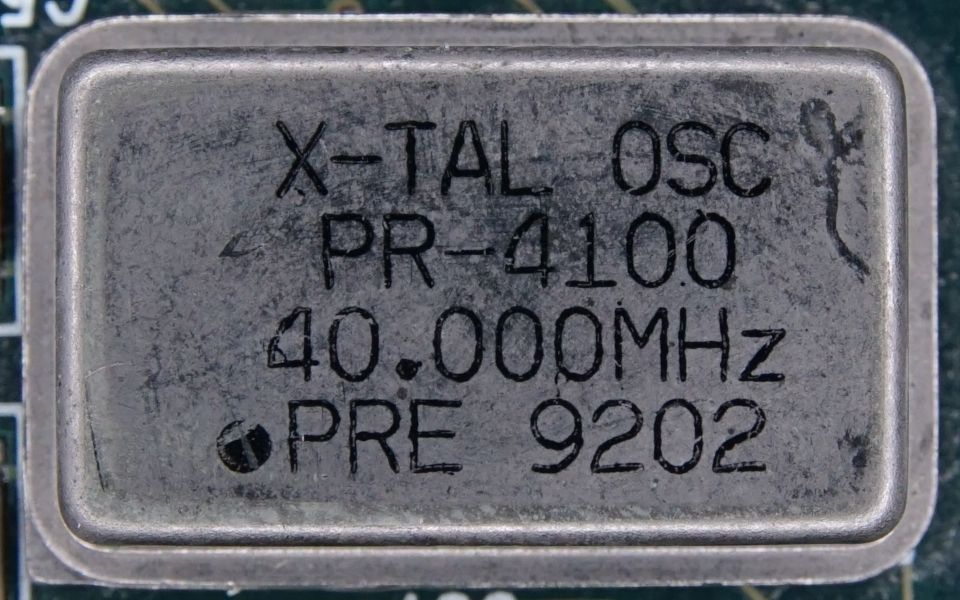 X-TAL OSC
PR-4100
40.000MHz
PRE 9202